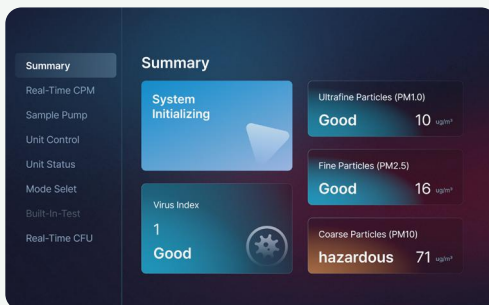 Summary
Real-Time CPM
Sample Pump
Unit Control
Unit Status
Mode Selet
Built-In-Test
Real-Time CFU
Summary
System
Initializing
Virus Index
1
Good
Ultrafine Particles (PM1.0)
Good 10 ug/m³
Fine Particles (PM2.5)
Good 16 ug/m³
Coarse Particles (PM10)
hazardous 71 ug/m³